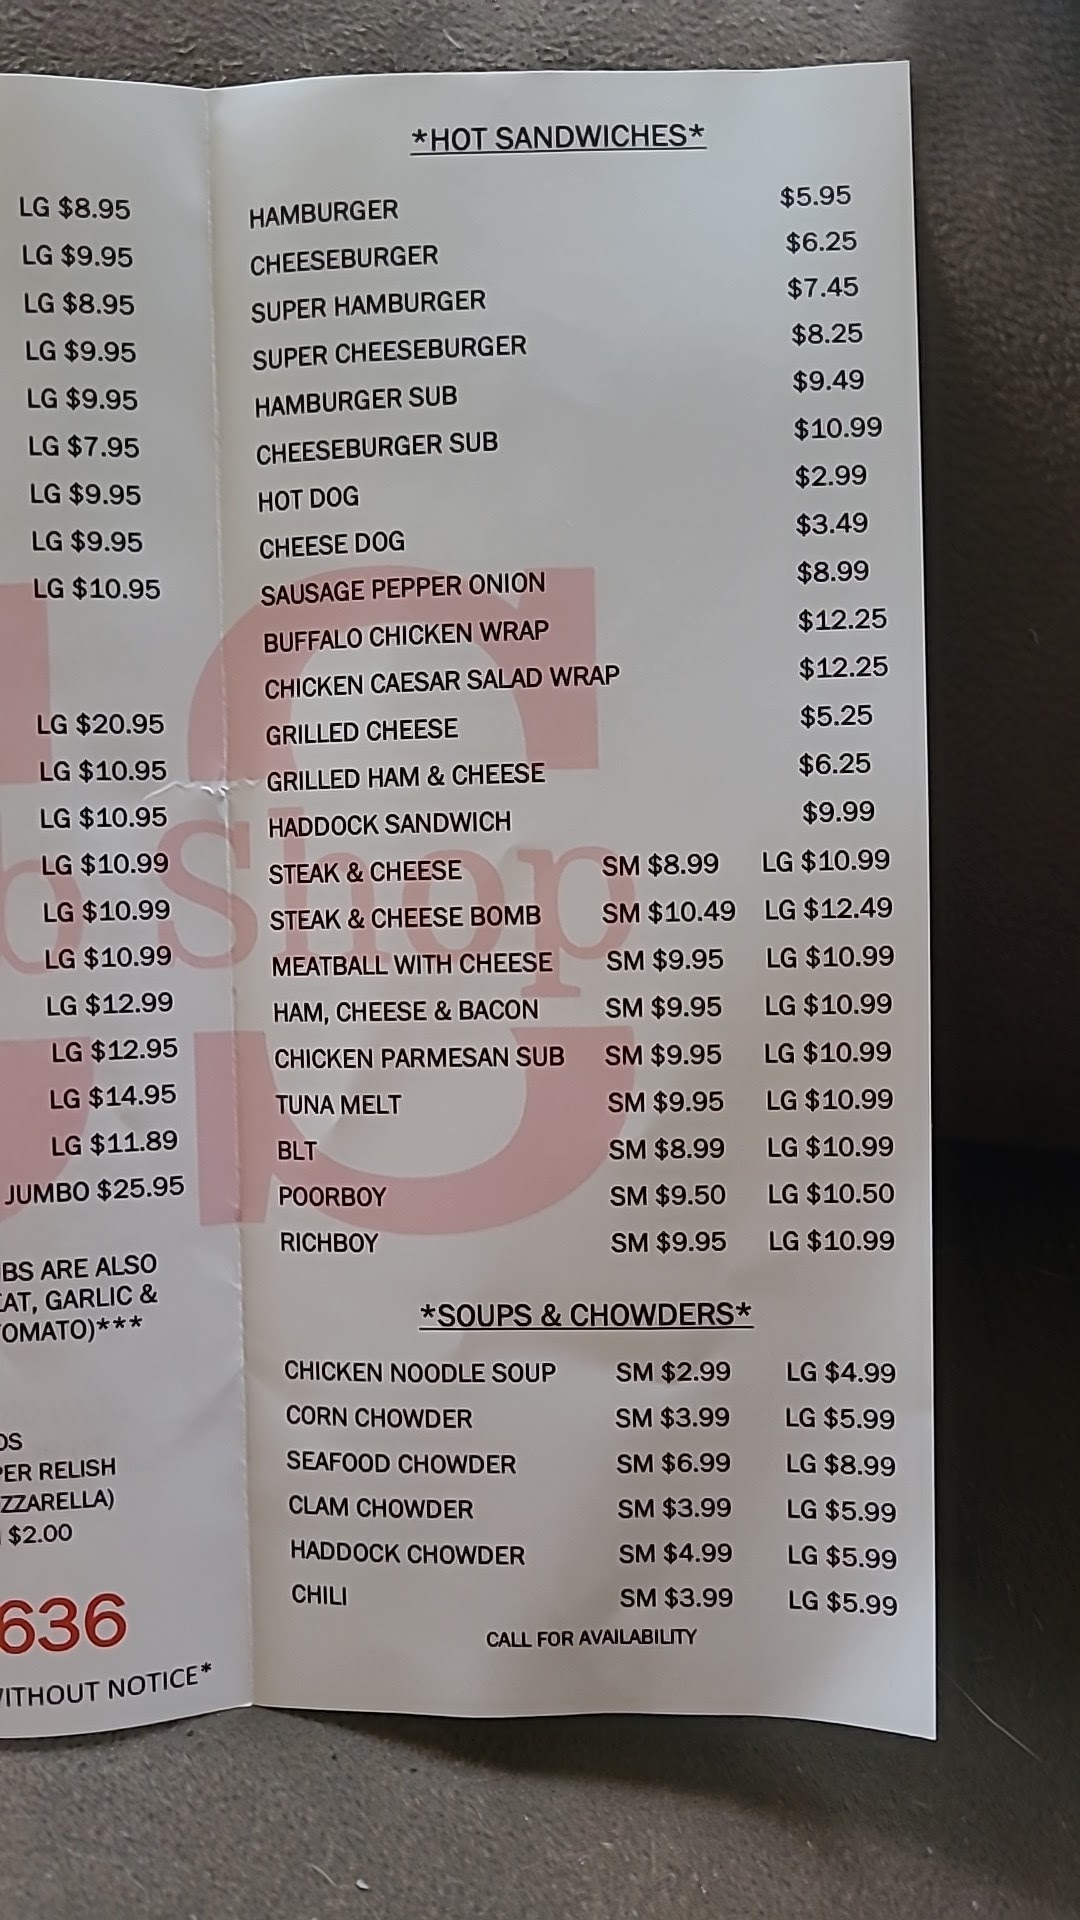 LG $8.95
LG $9.95
LG $8.95
LG $9.95
LG $9.95
LG $7.95
LG $9.95
LG $9.95
LG $10.95
LG $20.95
LG $10.95
LG $10.95
LG $10.99
LG $10.99
LG $10.99
LG $12.99
LG $12.95
LG $14.95
LG $11.89
JUMBO $25.95
BS ARE ALSO
EAT, GARLIC &
TOMATO)***
DS
PER RELISH
ZZARELLA)
$2.00
636
WITHOUT NOTICE*
*HOT SANDWICHES*
HAMBURGER $5.95
CHEESEBURGER $6.25
SUPER HAMBURGER $7.45
SUPER CHEESEBURGER $8.25
HAMBURGER SUB $9.49
CHEESEBURGER SUB $10.99
HOT DOG $2.99
CHEESE DOG $3.49
SAUSAGE PEPPER ONION $8.99
BUFFALO CHICKEN WRAP $12.25
CHICKEN CAESAR SALAD WRAP $12.25
GRILLED CHEESE $5.25
GRILLED HAM & CHEESE $6.25
HADDOCK SANDWICH $9.99
STEAK & CHEESE SM $8.99 LG $10.99
STEAK & CHEESE BOMB SM $10.49 LG $12.49
MEATBALL WITH CHEESE SM $9.95 LG $10.99
HAM, CHEESE & BACON SM $9.95 LG $10.99
CHICKEN PARMESAN SUB SM $9.95 LG $10.99
TUNA MELT SM $9.95 LG $10.99
BLT SM $8.99 LG $10.99
POORBOY SM $9.50 LG $10.50
RICHBOY SM $9.95 LG $10.99
*SOUPS & CHOWDERS*
CHICKEN NOODLE SOUP SM $2.99 LG $4.99
CORN CHOWDER SM $3.99 LG $5.99
SEAFOOD CHOWDER SM $6.99 LG $8.99
CLAM CHOWDER SM $3.99 LG $5.99
HADDOCK CHOWDER SM $4.99 LG $5.99
CHILI SM $3.99 LG $5.99
CALL FOR AVAILABILITY
b Shop